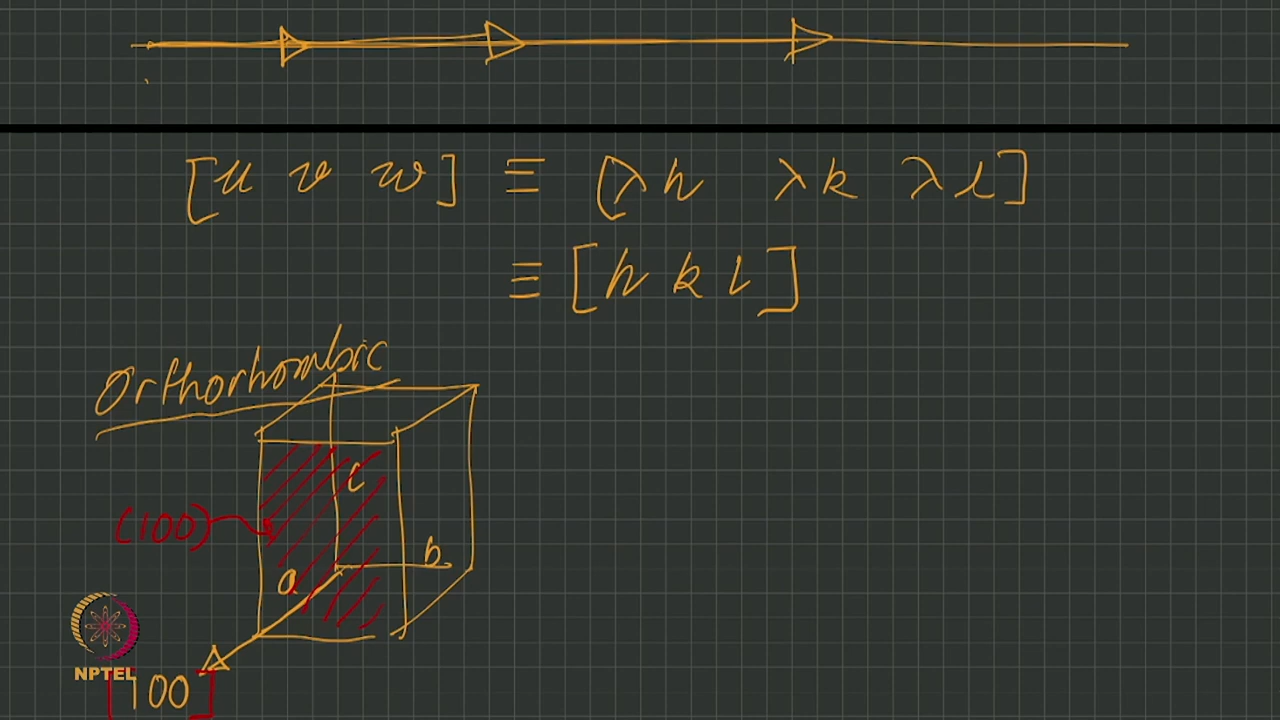 [u v w] ≡ [λh λk λl]
≡ [h k l]
Orthorhombic
c
(100)
b
a
NPTEL
[100]